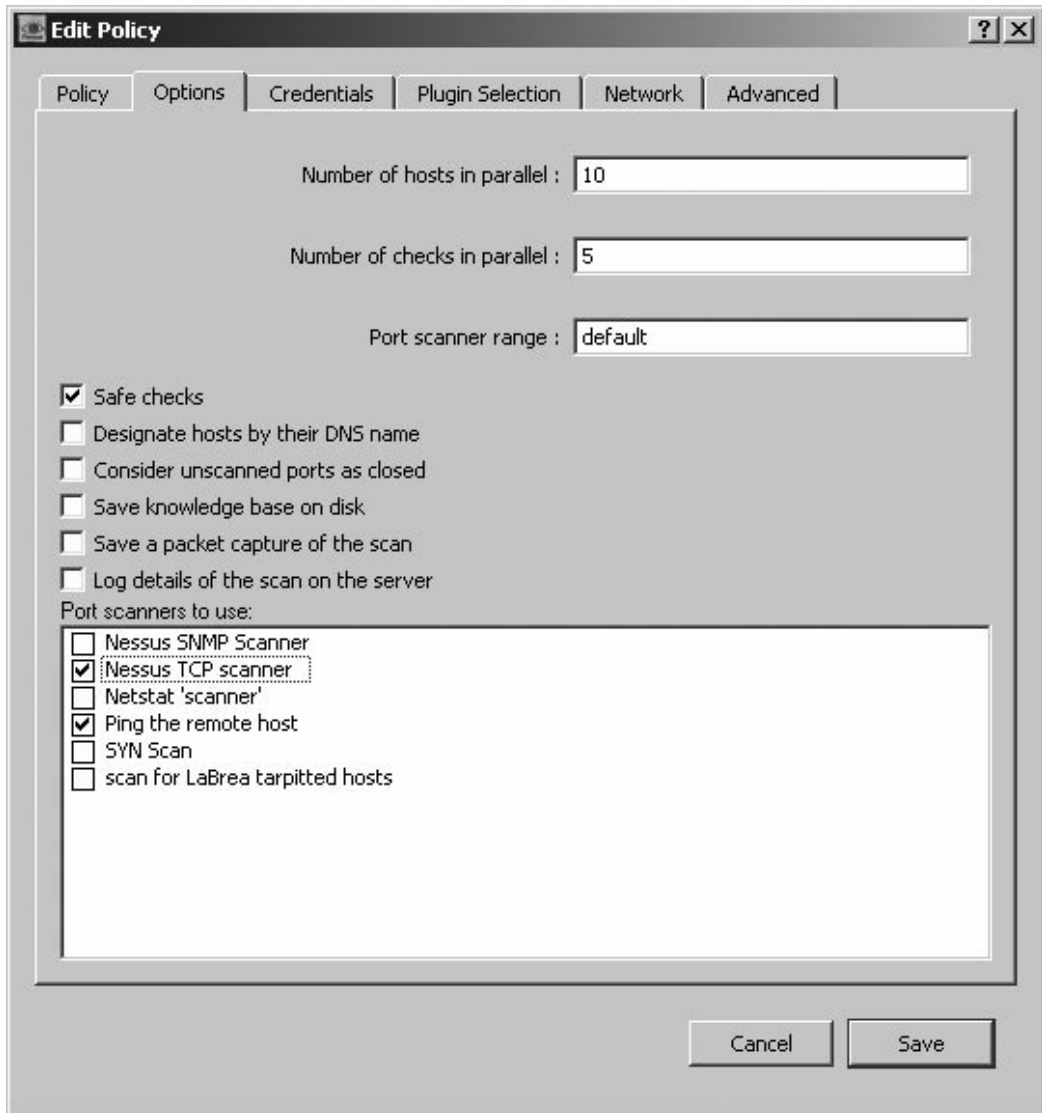 Edit Policy
Policy Options Credentials Plugin Selection Network Advanced
Number of hosts in parallel : 10
Number of checks in parallel : 5
Port scanner range : default
Safe checks
Designate hosts by their DNS name
Consider unscanned ports as closed
Save knowledge base on disk
Save a packet capture of the scan
Log details of the scan on the server
Port scanners to use:
Nessus SNMP Scanner
Nessus TCP scanner
Netstat 'scanner'
Ping the remote host
SYN Scan
scan for LaBrea tarpitted hosts
Cancel Save